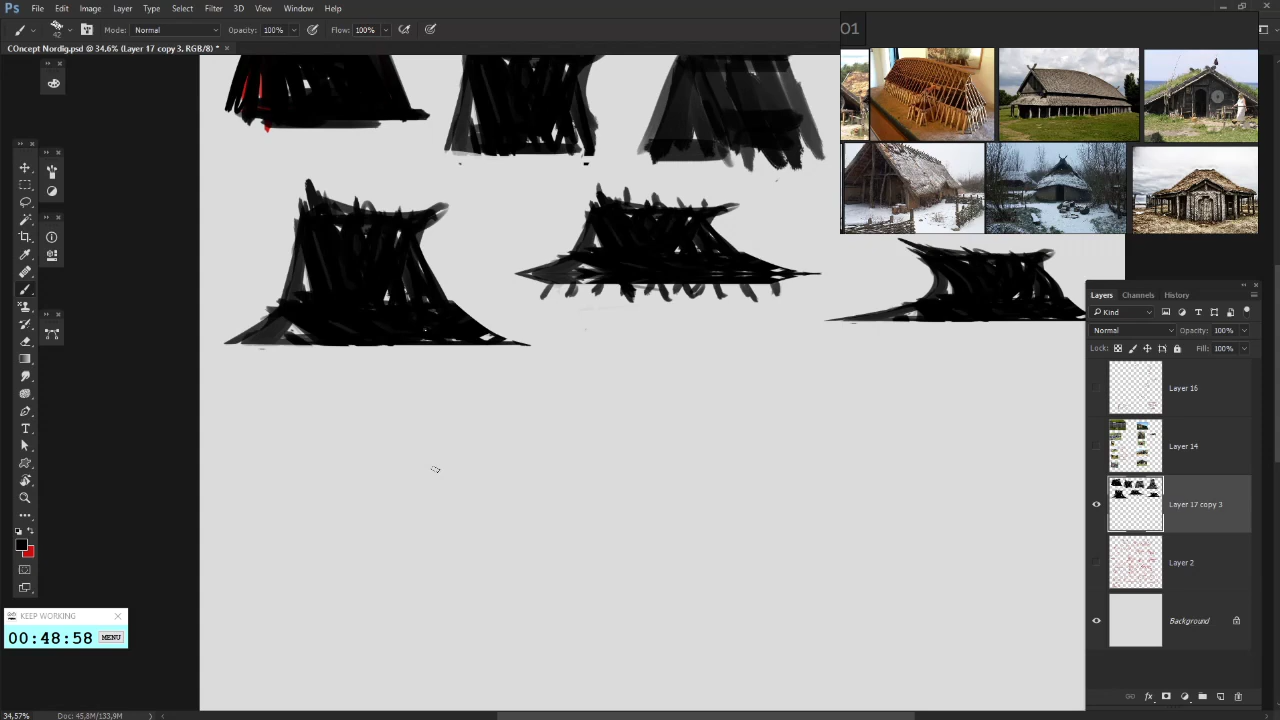 Ps File Edit Image Layer Type Select Filter 3D View Window Help
42 Mode: Normal Opacity: 100% Flow: 100%
01
COncept Nordig.psd @ 34,6% (Layer 17 copy 3, RGB/8) *
Layers Channels History
Kind
Normal Opacity: 100%
Lock: Fill: 100%
Layer 16
Layer 14
Layer 17 copy 3
Layer 2
Background
KEEP WORKING
00:48:58 MENU
34,57% Doc: 45,8M/133,9M